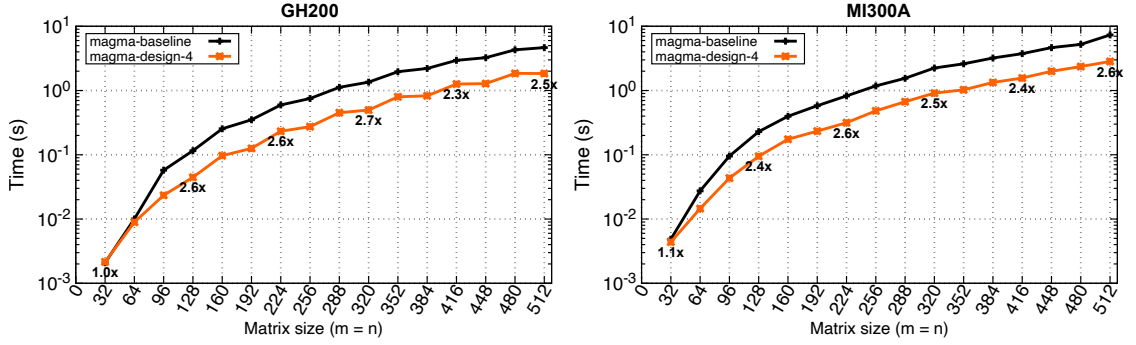 GH200
magma-baseline
magma-design-4
Time (s)
10^1
10^0
10^-1
10^-2
10^-3
1.0x
2.6x
2.6x
2.7x
2.3x
2.5x
0 32 64 96 128 160 192 224 256 288 320 352 384 416 448 480 512
Matrix size (m = n)
MI300A
magma-baseline
magma-design-4
Time (s)
10^1
10^0
10^-1
10^-2
10^-3
1.1x
2.4x
2.6x
2.5x
2.4x
2.6x
0 32 64 96 128 160 192 224 256 288 320 352 384 416 448 480 512
Matrix size (m = n)